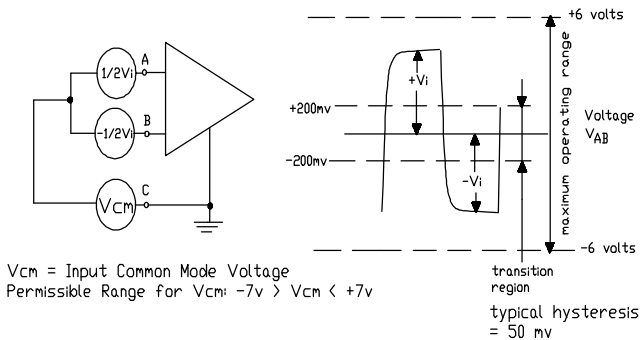 +6 volts
A
1/2Vi
+Vi
maximum operating range
+200mv
Voltage
VAB
B
-1/2Vi
-200mv
-Vi
C
Vcm
-6 volts
Vcm = Input Common Mode Voltage
Permissible Range for Vcm: -7v > Vcm < +7v
transition
region
typical hysteresis
= 50 mv